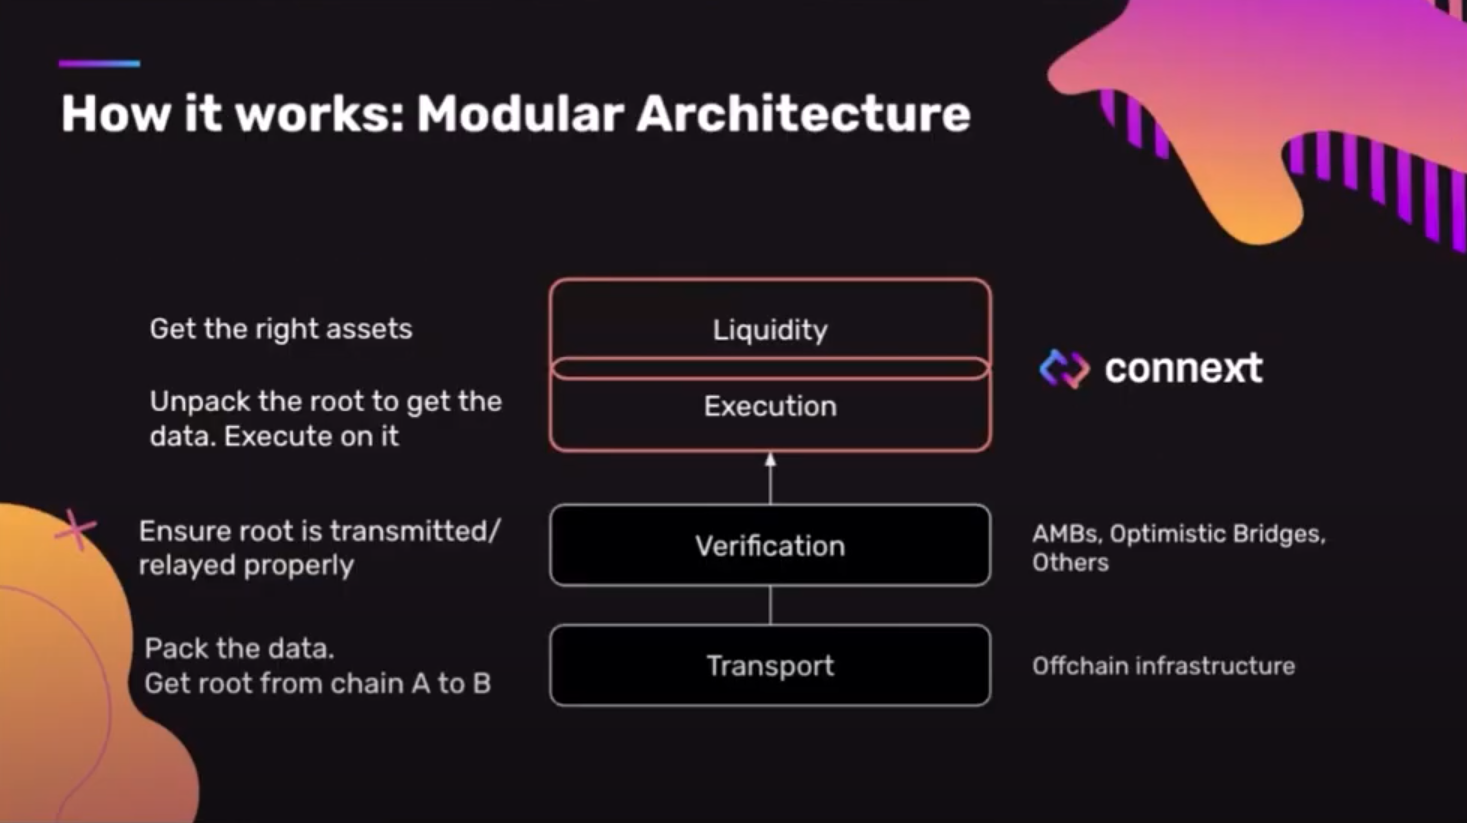 How it works: Modular Architecture
Get the right assets
Liquidity
connext
Unpack the root to get the
data. Execute on it
Execution
Ensure root is transmitted/
relayed properly
Verification
AMBs, Optimistic Bridges,
Others
Pack the data.
Get root from chain A to B
Transport
Offchain infrastructure